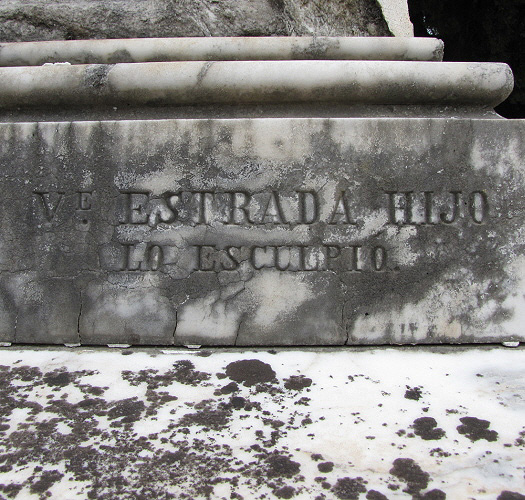 Vᴱ ESTRADA HIJO
LO ESCULPIO.